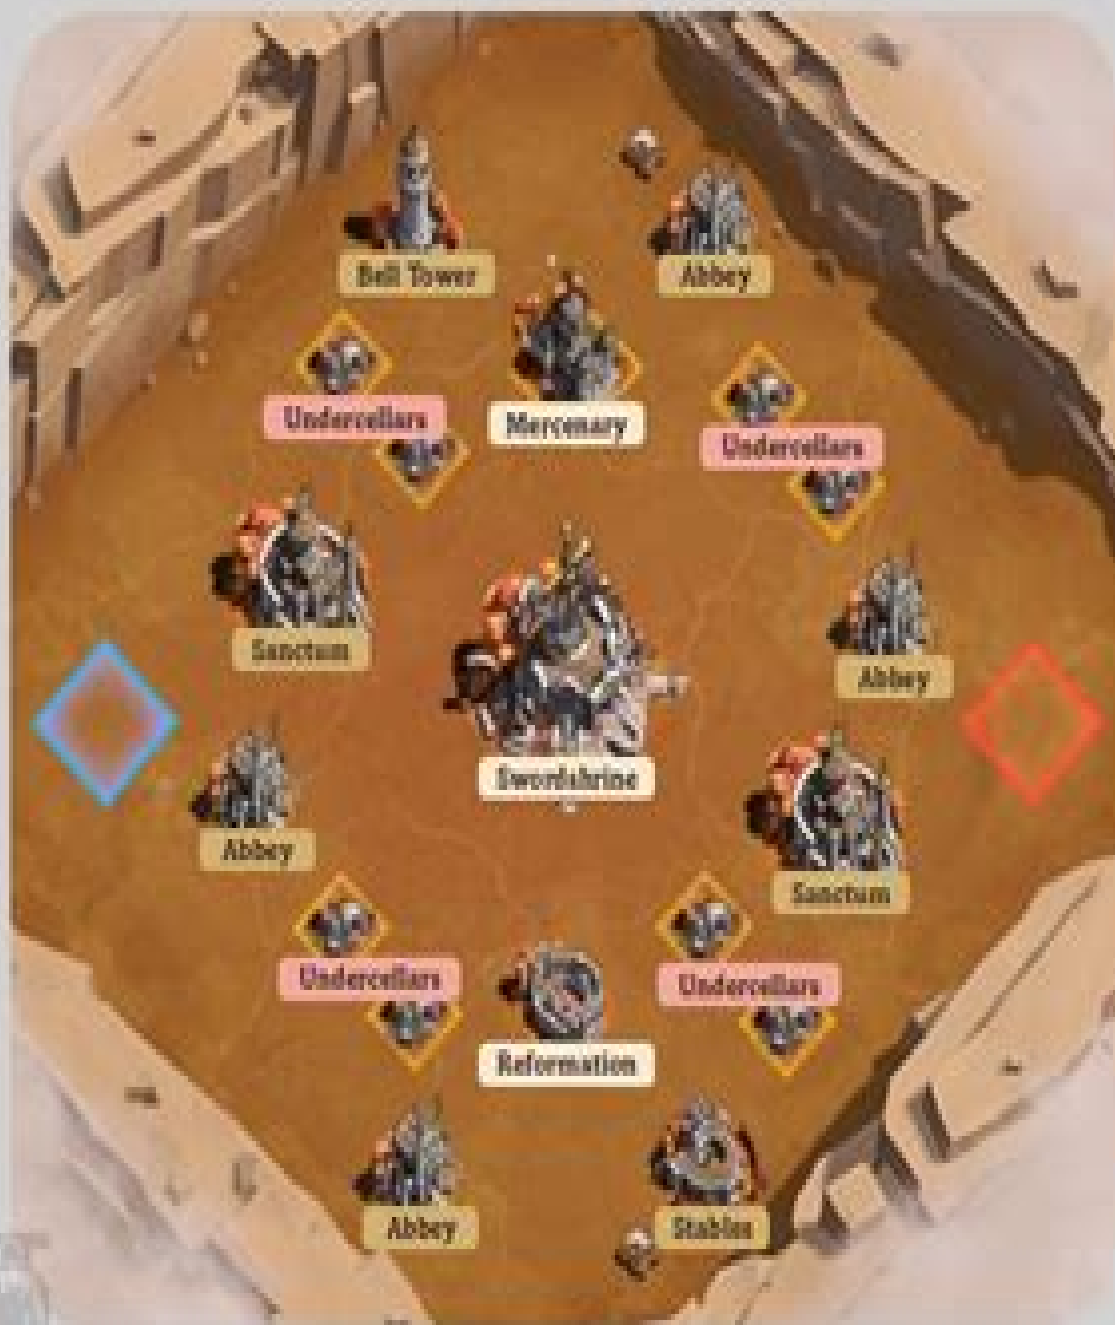 Bell Tower
Abbey
Undercellars
Mercenary
Undercellars
Sanctum
Abbey
Swordshrine
Abbey
Sanctum
Undercellars
Undercellars
Reformation
Abbey
Stables